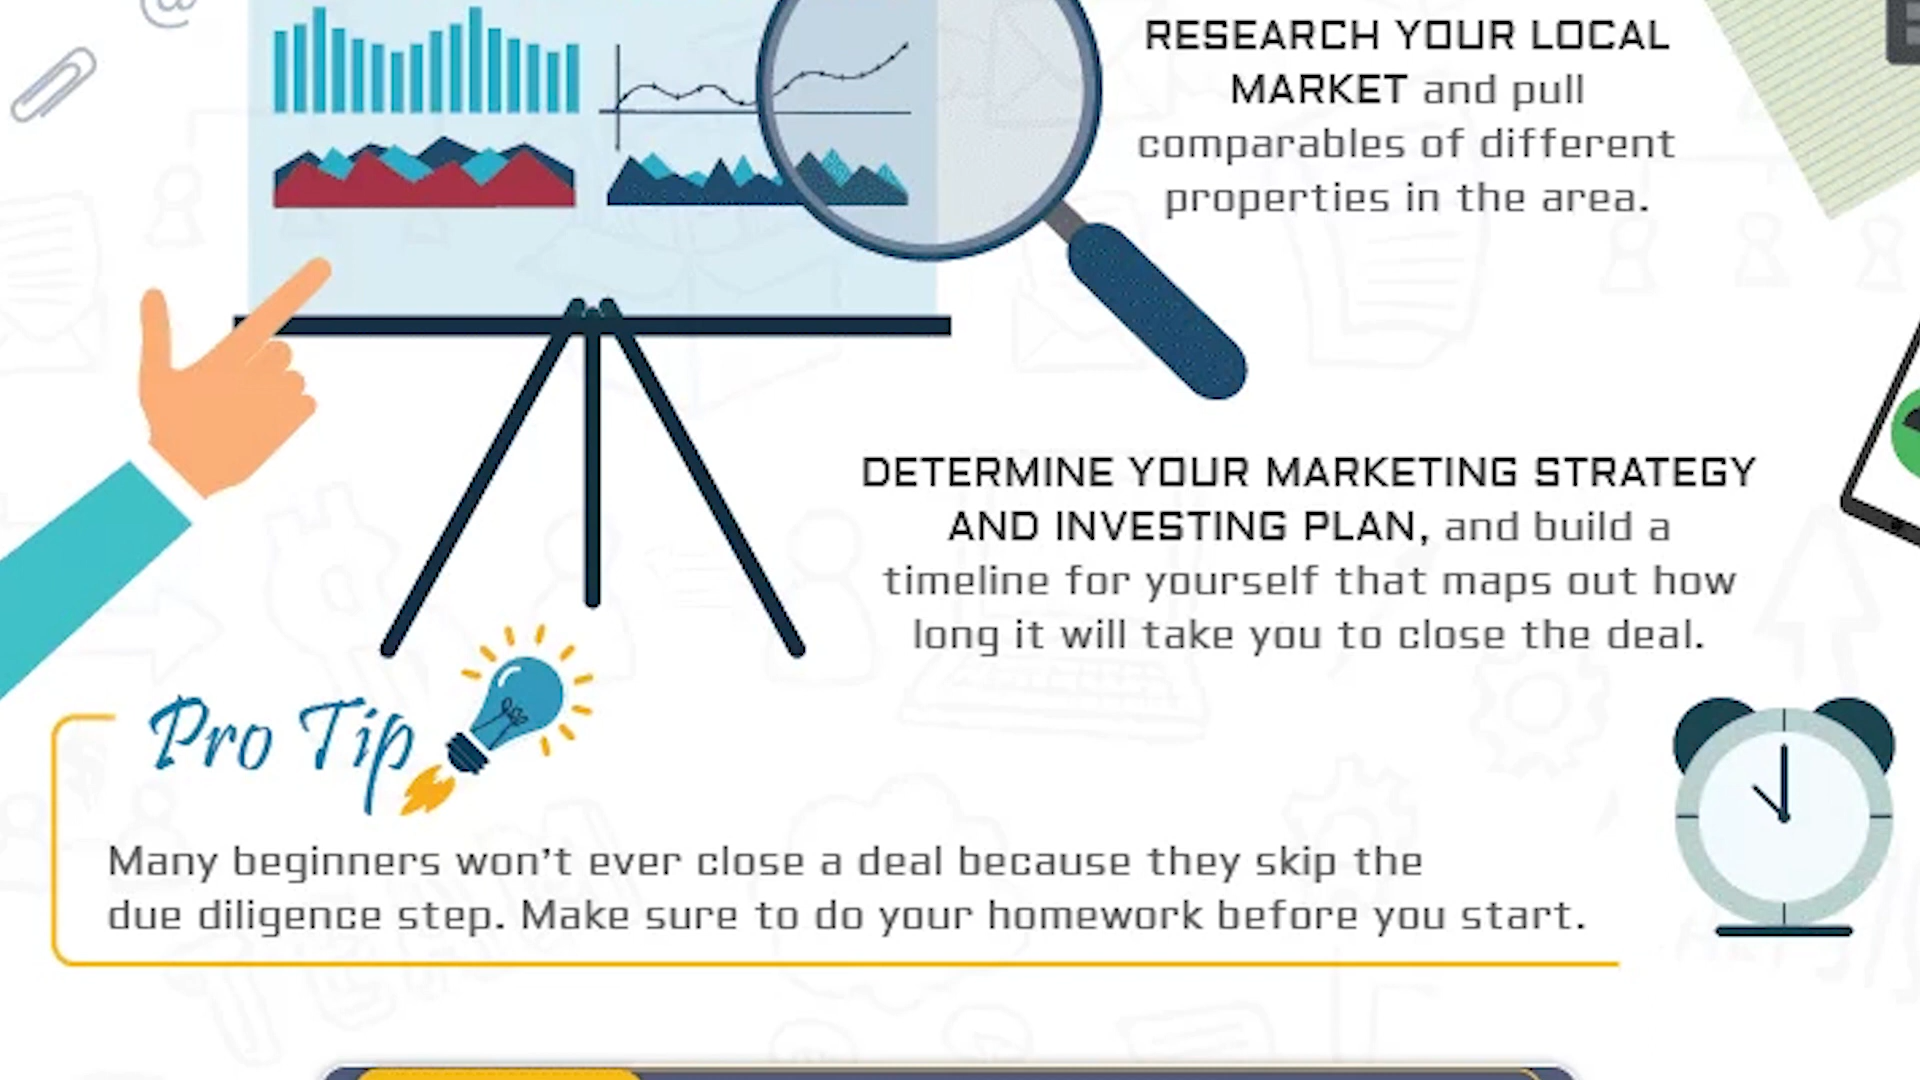 RESEARCH YOUR LOCAL
MARKET and pull
comparables of different
properties in the area.
DETERMINE YOUR MARKETING STRATEGY
AND INVESTING PLAN, and build a
timeline for yourself that maps out how
long it will take you to close the deal.
Pro Tip
Many beginners won't ever close a deal because they skip the
due diligence step. Make sure to do your homework before you start.